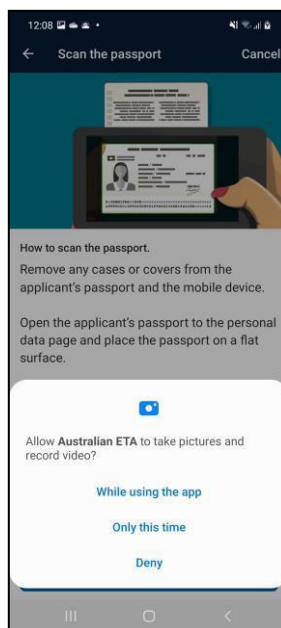 12:08
Scan the passport
Cancel
How to scan the passport.
Remove any cases or covers from the
applicant's passport and the mobile device.
Open the applicant's passport to the personal
data page and place the passport on a flat
surface.
Allow Australian ETA to take pictures and
record video?
While using the app
Only this time
Deny